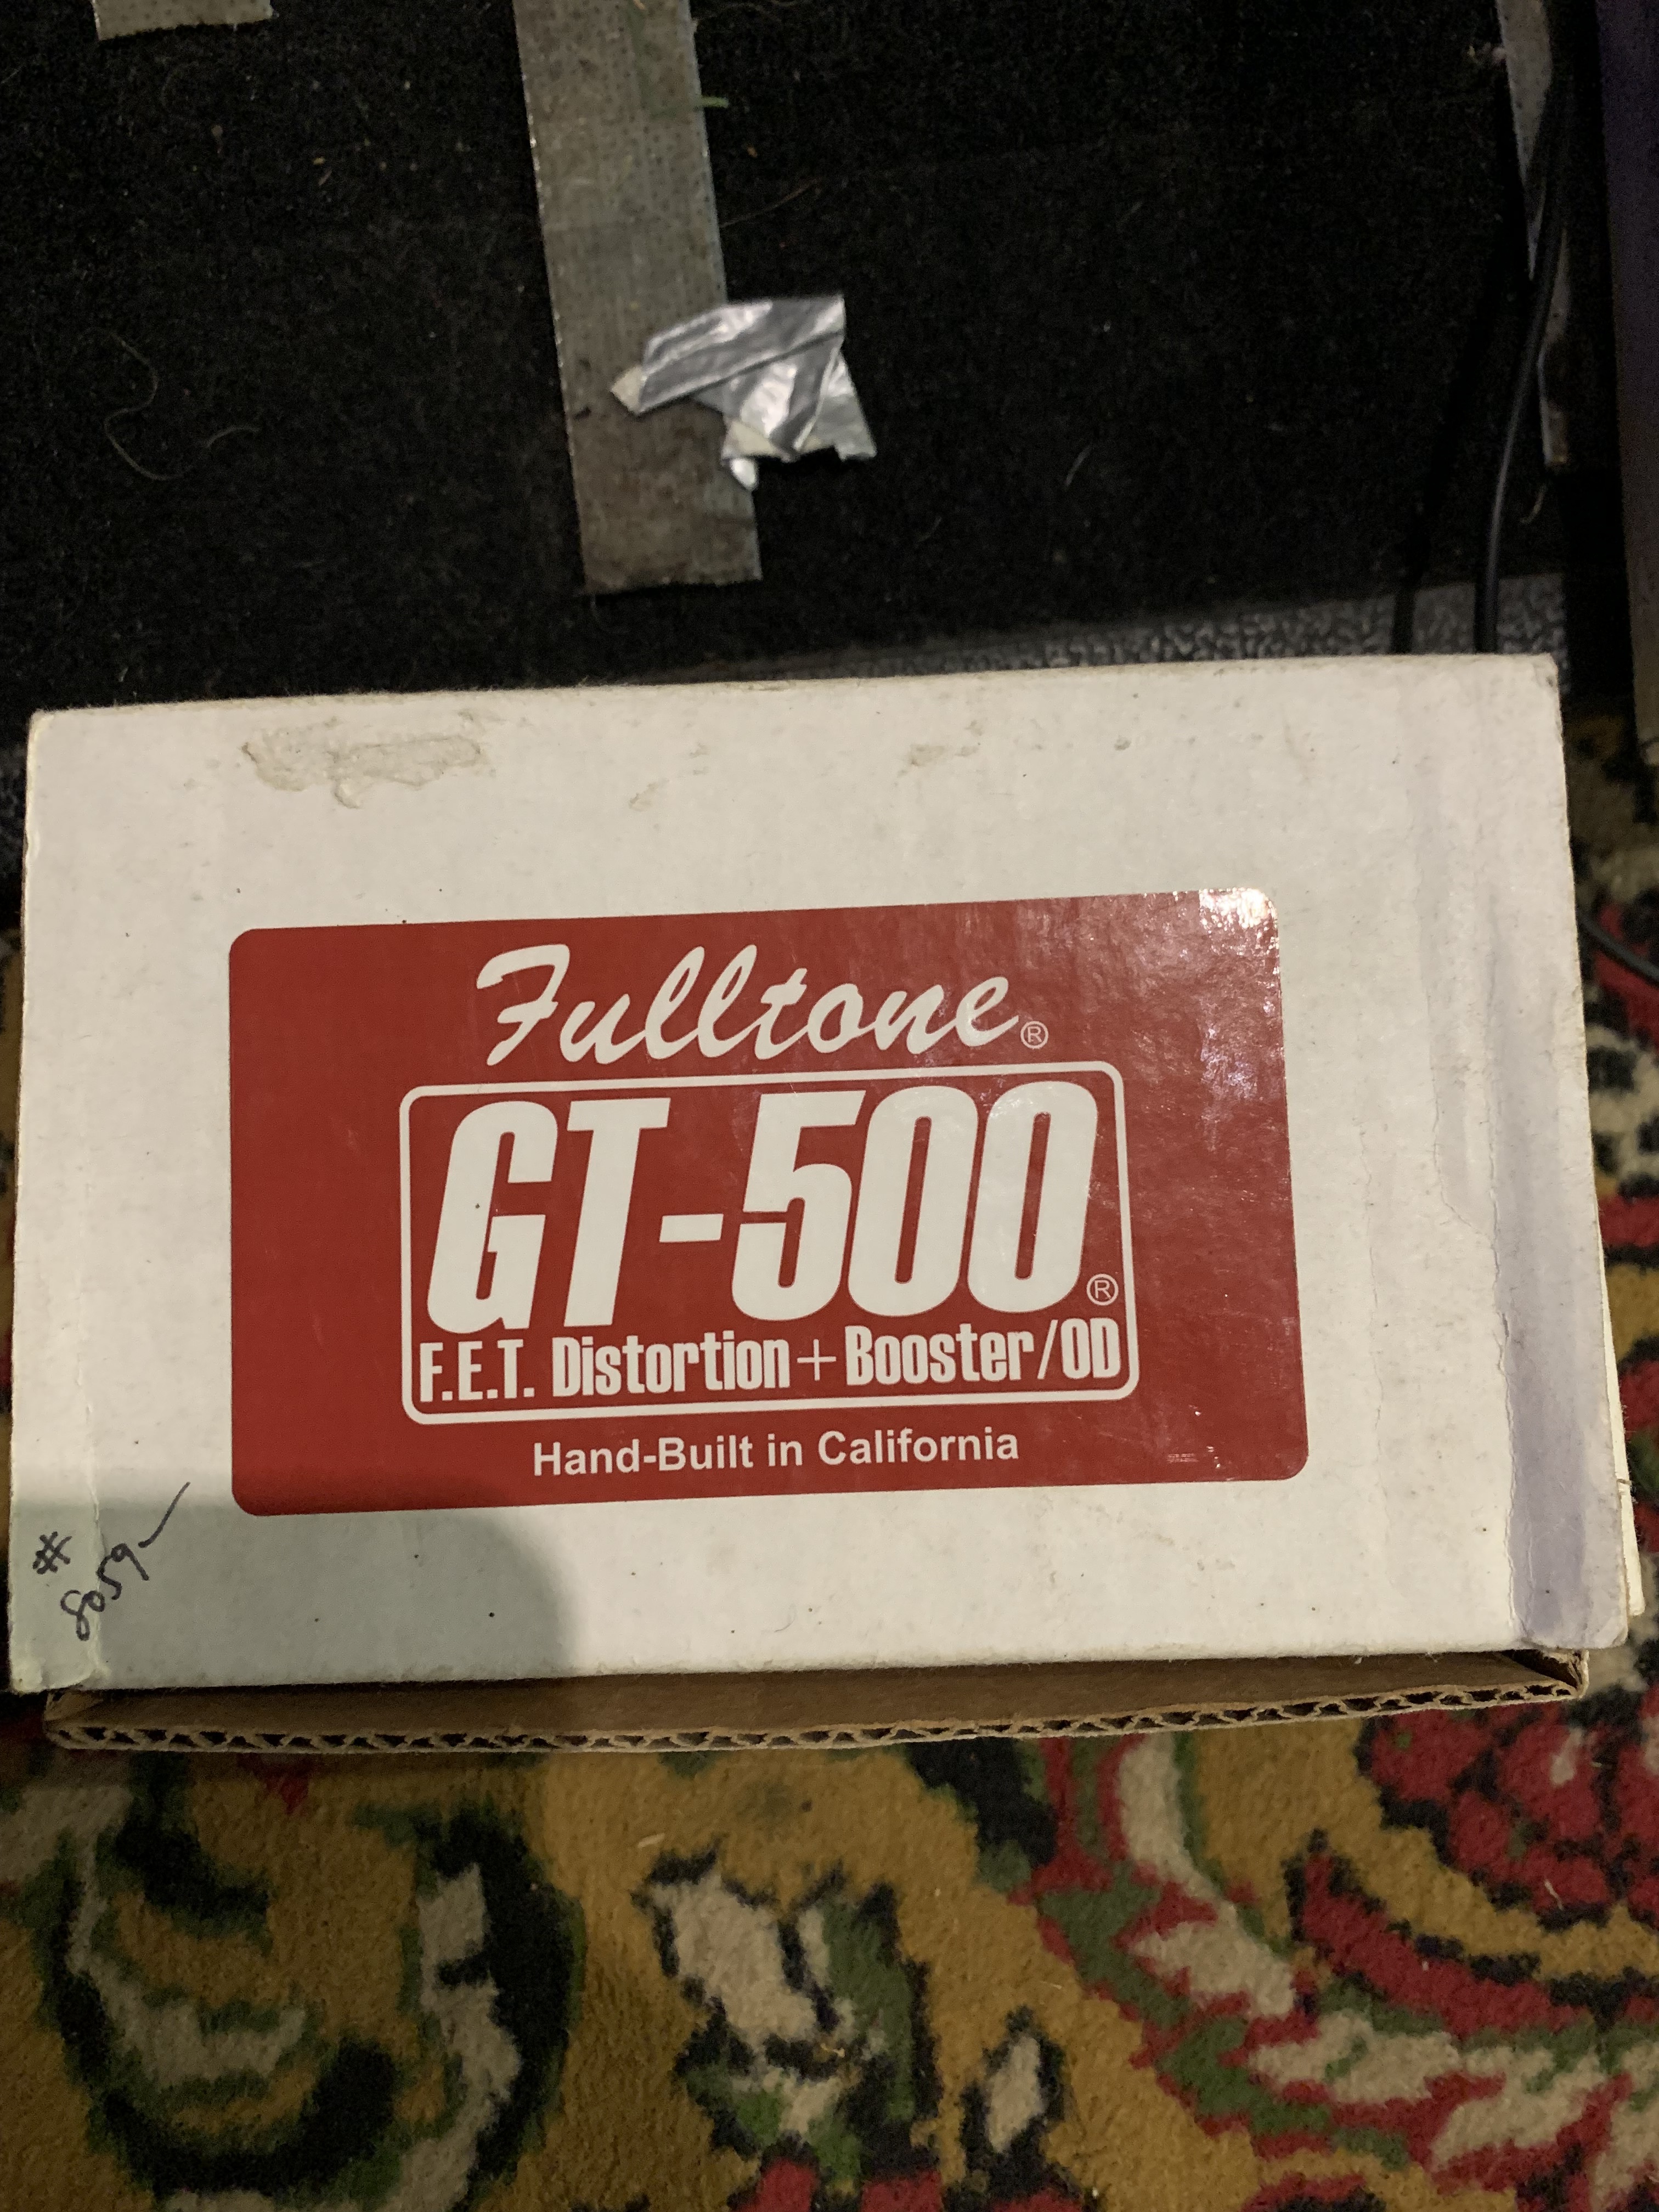 Fulltone®
GT-500®
F.E.T. Distortion + Booster/OD
Hand-Built in California
#
8059